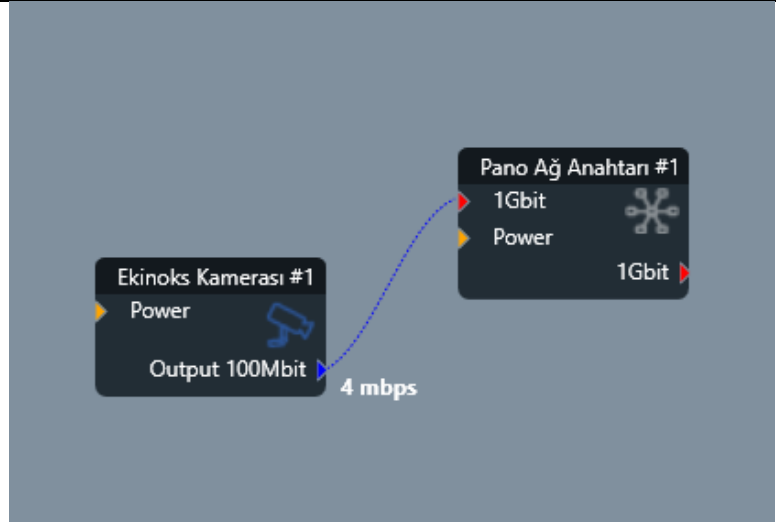 Pano Ağ Anahtarı #1
1Gbit
Power
1Gbit
Ekinoks Kamerası #1
Power
Output 100Mbit
4 mbps